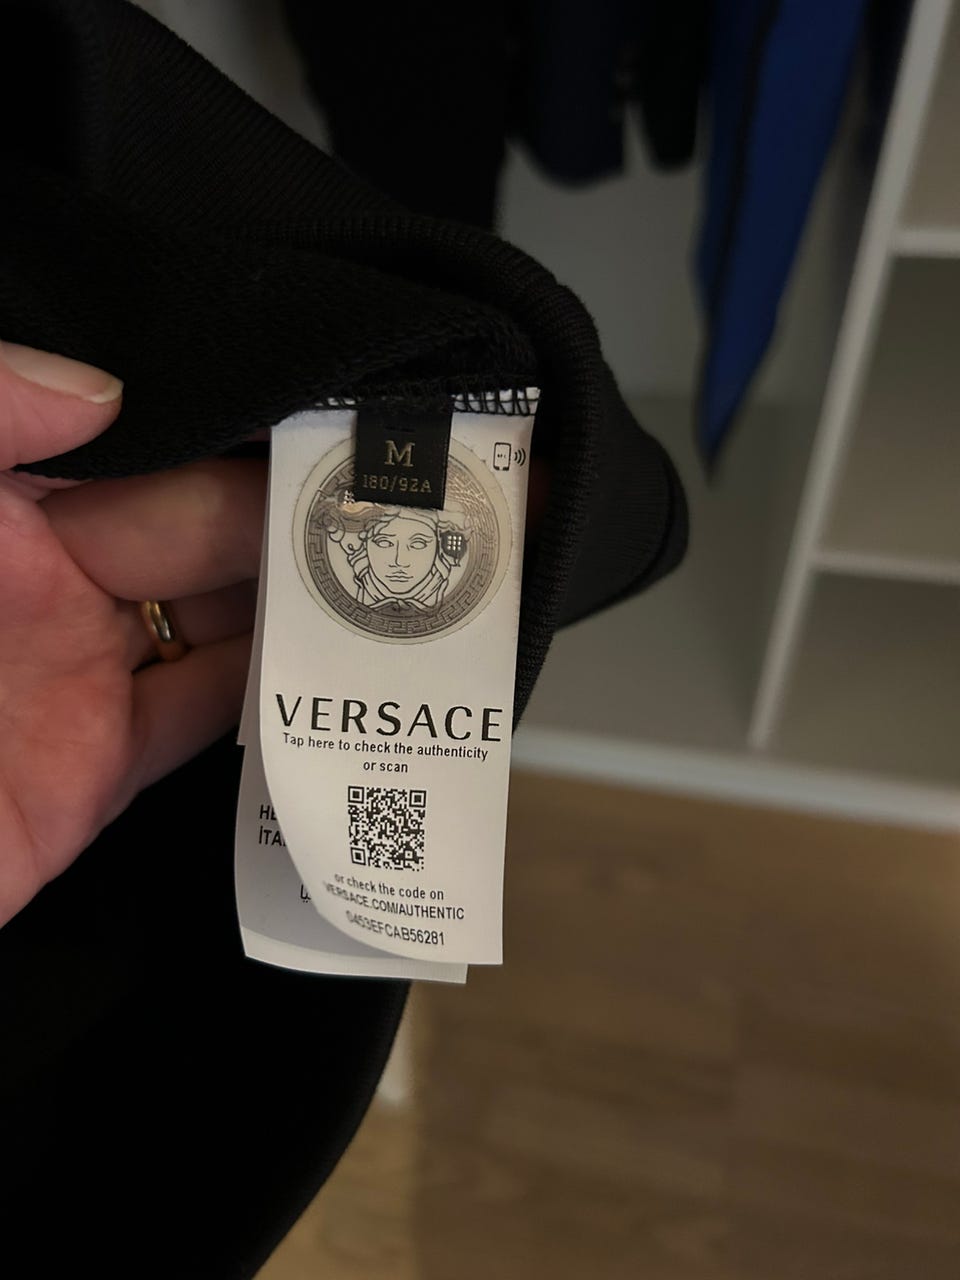 M
180/92A
VERSACE
Tap here to check the authenticity
or scan
or check the code on
VERSACE.COM/AUTHENTIC
0453EFCAB56281